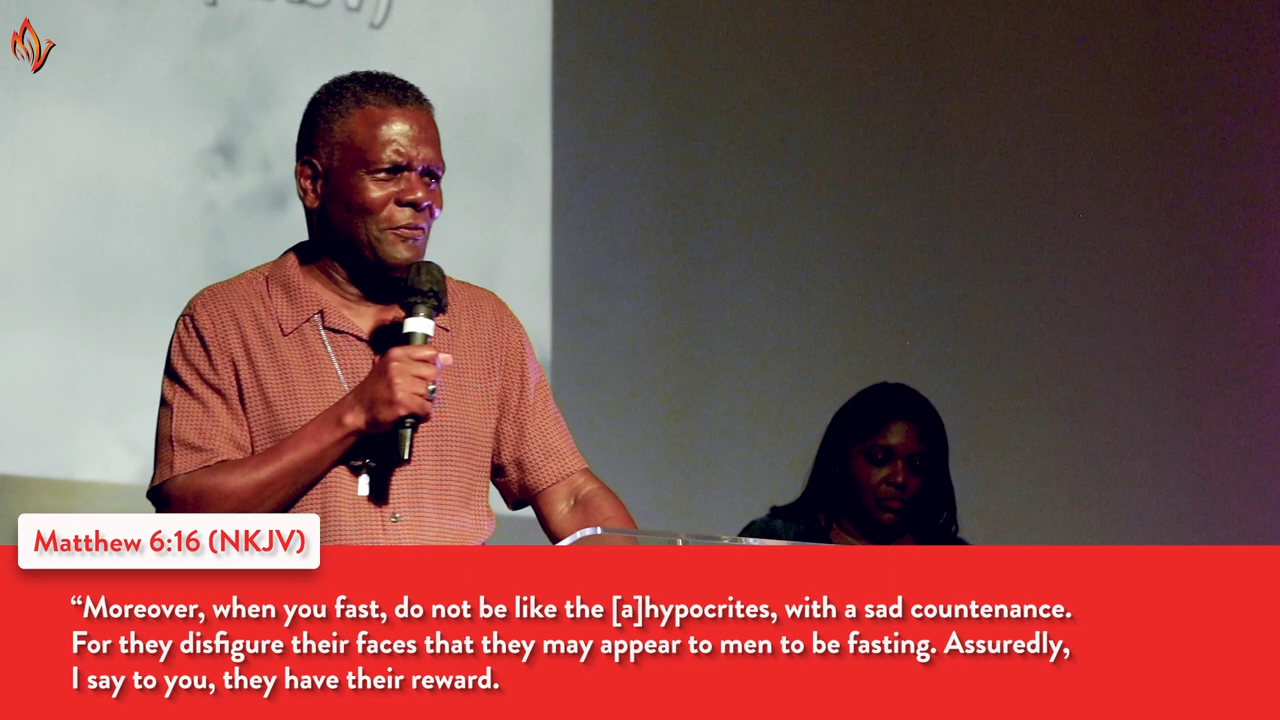 Matthew 6:16 (NKJV)
“Moreover, when you fast, do not be like the [a]hypocrites, with a sad countenance.
For they disfigure their faces that they may appear to men to be fasting. Assuredly,
I say to you, they have their reward.